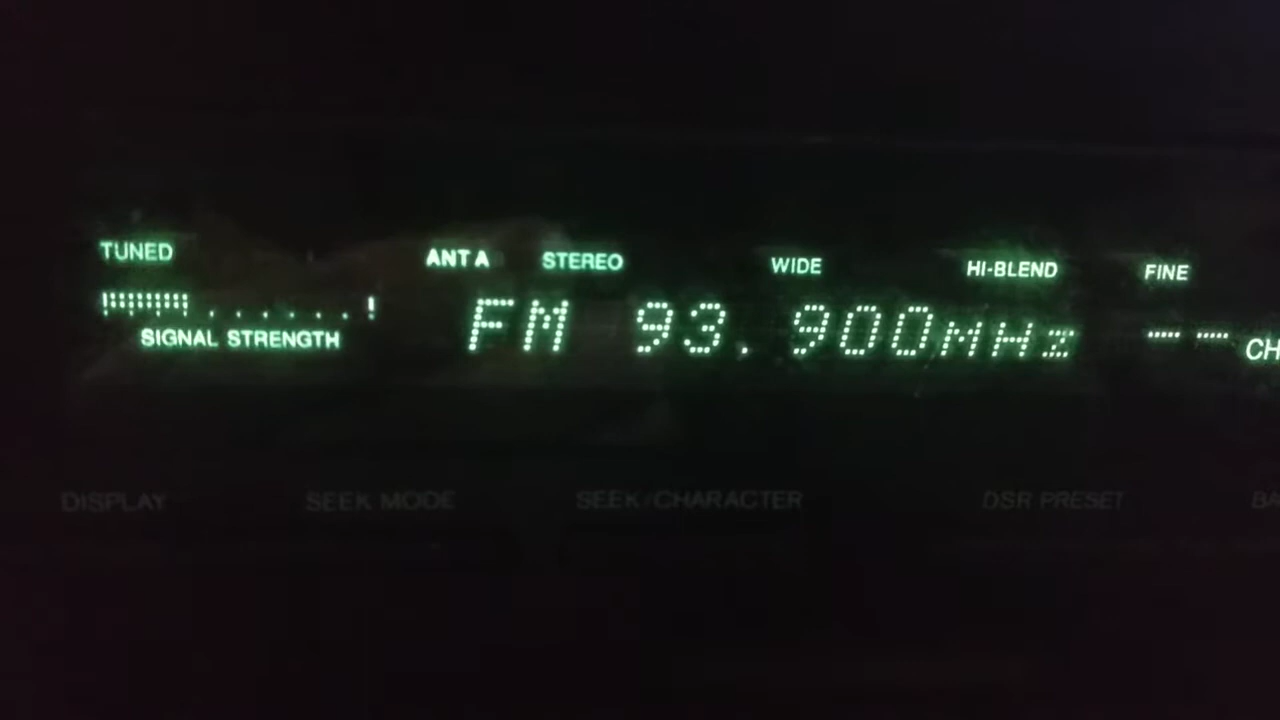 TUNED ANT A STEREO WIDE HI-BLEND FINE
FM 93.900MHz -- CH
SIGNAL STRENGTH
DISPLAY SEEK MODE SEEK/CHARACTER DSR PRESET BA